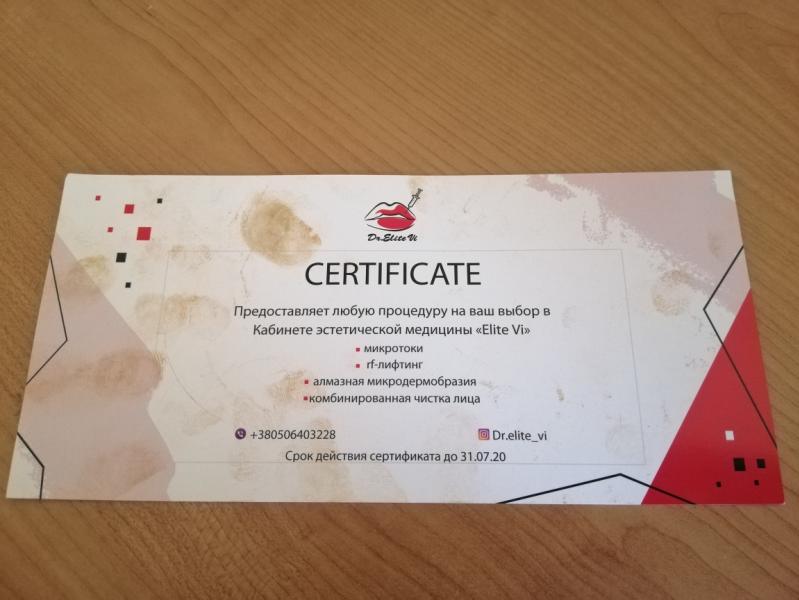 Dr.Elite Vi
CERTIFICATE
Предоставляет любую процедуру на ваш выбор в
Кабинете эстетической медицины «Elite Vi»
микротоки
rf-лифтинг
алмазная микродермобразия
комбинированная чистка лица
+380506403228
Dr.elite_vi
Срок действия сертификата до 31.07.20